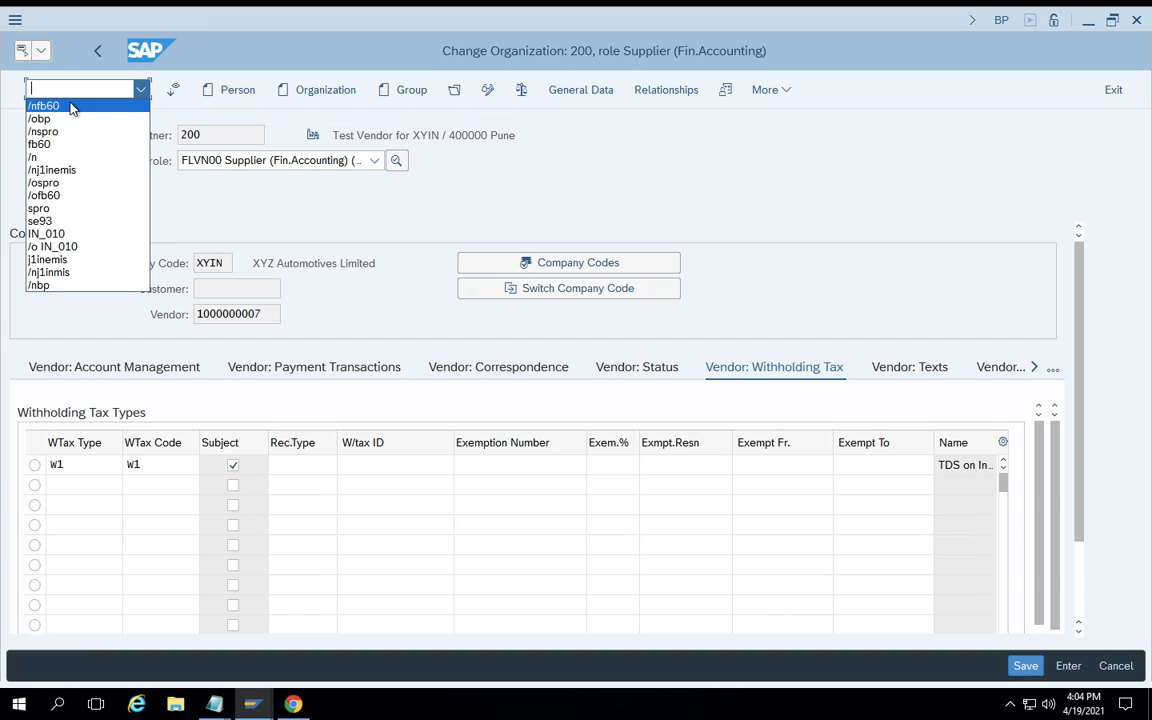 BP
SAP
Change Organization: 200, role Supplier (Fin.Accounting)
Person
Organization
Group
General Data
Relationships
More
Exit
/nfb60
/obp
/nspro
fb60
/n
/nj1inemis
/ospro
/ofb60
spro
se93
IN_010
/o IN_010
j1inemis
/nj1inmis
/nbp
tner: 200 Test Vendor for XYIN / 400000 Pune
role: FLVN00 Supplier (Fin.Accounting) (..
Co
y Code: XYIN XYZ Automotives Limited Company Codes
ustomer: Switch Company Code
Vendor: 1000000007
Vendor: Account Management Vendor: Payment Transactions Vendor: Correspondence Vendor: Status Vendor: Withholding Tax Vendor: Texts Vendor...
Withholding Tax Types
WTax Type WTax Code Subject Rec.Type W/tax ID Exemption Number Exem.% Exmpt.Resn Exempt Fr. Exempt To Name
W1 W1 TDS on In..
Save Enter Cancel
4:04 PM
4/19/2021